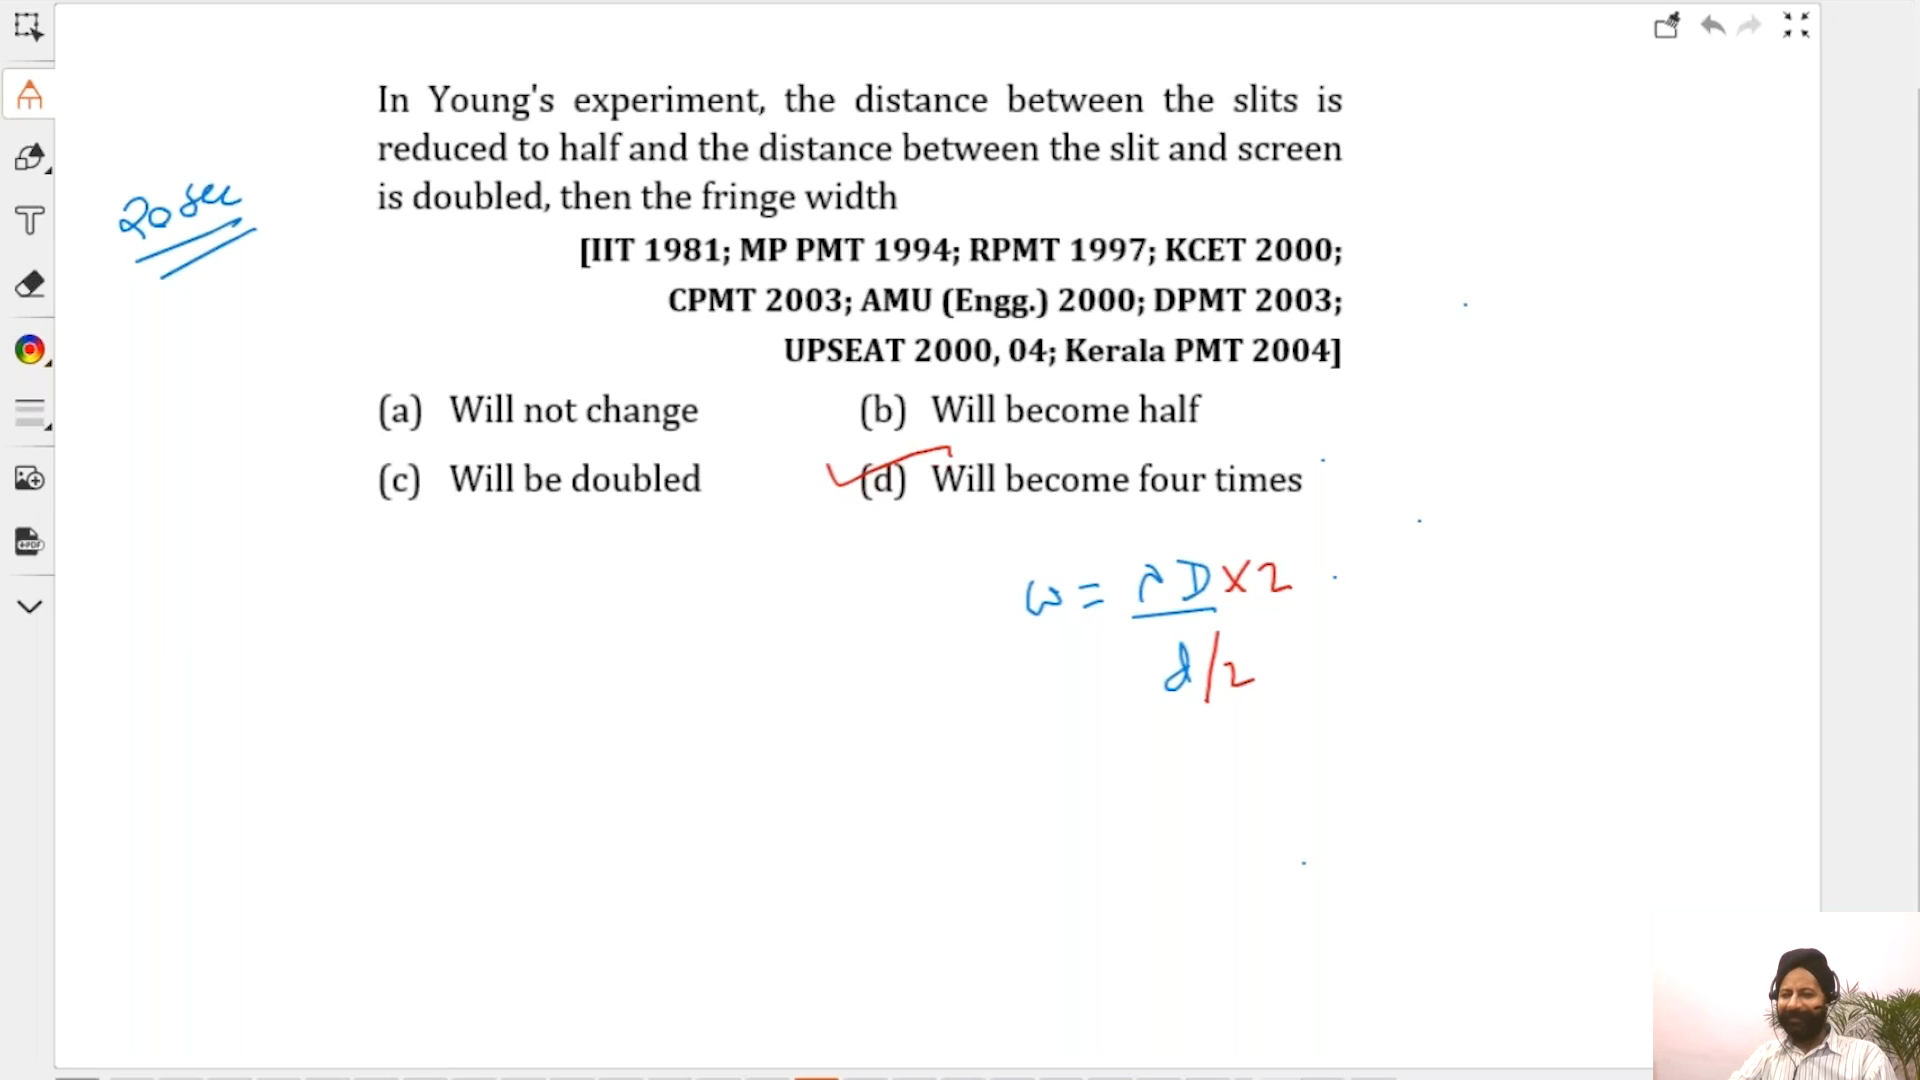 In Young's experiment, the distance between the slits is
reduced to half and the distance between the slit and screen
is doubled, then the fringe width
20 sec
[IIT 1981; MP PMT 1994; RPMT 1997; KCET 2000;
CPMT 2003; AMU (Engg.) 2000; DPMT 2003;
UPSEAT 2000, 04; Kerala PMT 2004]
(a) Will not change (b) Will become half
(c) Will be doubled (d) Will become four times
ω = λD×2
d/2
T
+PDF